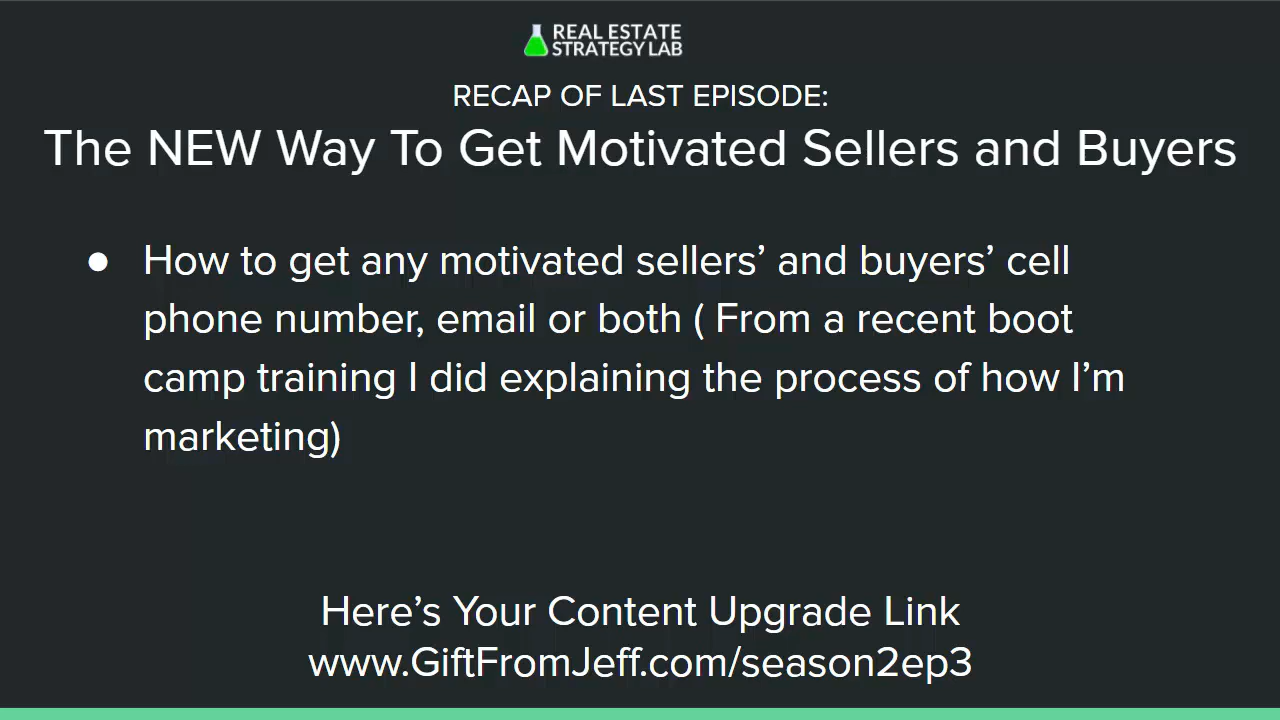 REAL ESTATE
STRATEGY LAB
RECAP OF LAST EPISODE:
The NEW Way To Get Motivated Sellers and Buyers
● How to get any motivated sellers’ and buyers’ cell
phone number, email or both ( From a recent boot
camp training I did explaining the process of how I’m
marketing)
Here’s Your Content Upgrade Link
www.GiftFromJeff.com/season2ep3